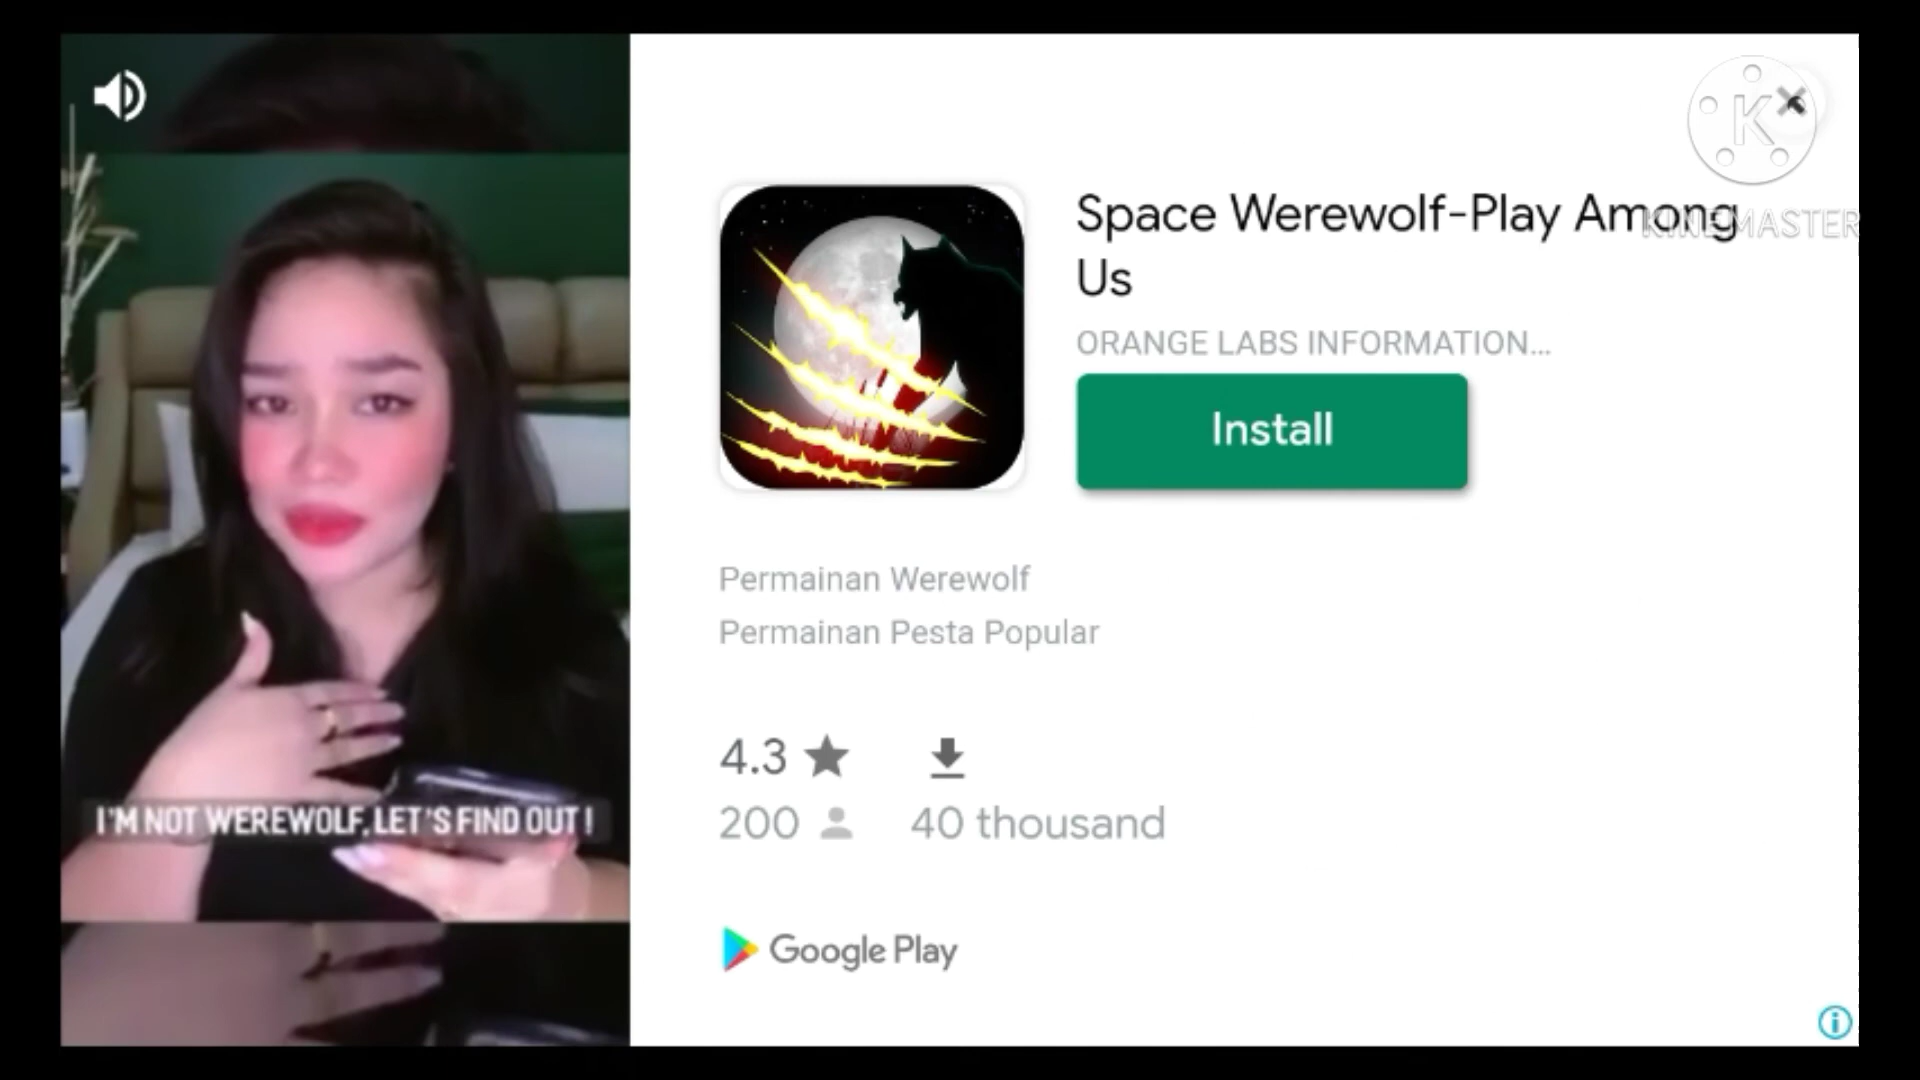 K
KINEMASTER
Space Werewolf-Play Among
Us
ORANGE LABS INFORMATION...
Install
Permainan Werewolf
Permainan Pesta Popular
4.3
200
40 thousand
Google Play
I'M NOT WEREWOLF, LET'S FIND OUT!